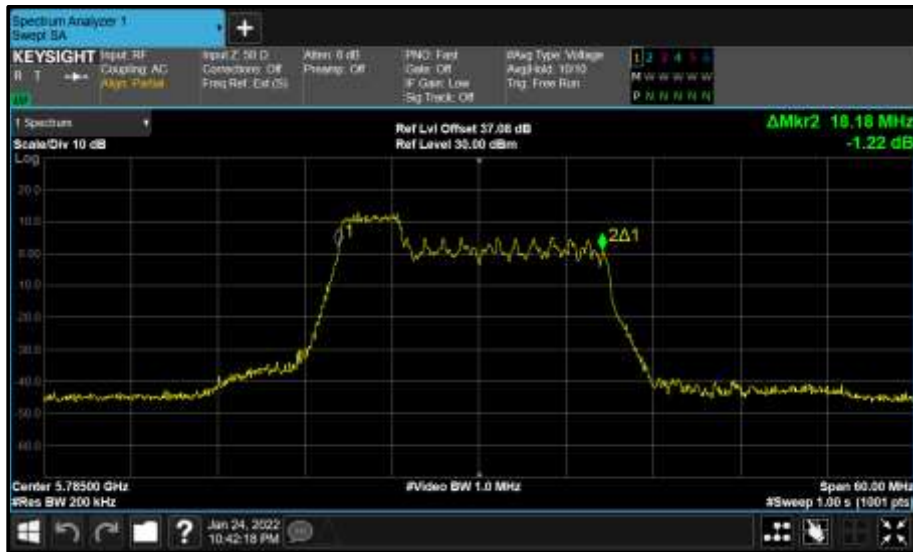 Spectrum Analyzer 1
Swept SA
+
KEYSIGHT Input: RF
R T
Coupling: AC
Align: Partial
Input Z: 50 Ω
Corrections: Off
Freq Ref: Ext (S)
Atten: 6 dB
Preamp: Off
PNO: Fast
Gate: Off
IF Gain: Low
Sig Track: Off
#Avg Type: Voltage
Avg|Hold: 10/10
Trig: Free Run
1 2 3 4 5 6
M W W W W W
P N N N N N
1 Spectrum
Scale/Div 10 dB
Ref Lvl Offset 37.08 dB
Ref Level 30.00 dBm
ΔMkr2 18.18 MHz
-1.22 dB
Log
20.0
10.0
0.00
-10.0
-20.0
-30.0
-40.0
-50.0
-60.0
1
2Δ1
Center 5.78500 GHz
#Res BW 200 kHz
#Video BW 1.0 MHz
Span 60.00 MHz
#Sweep 1.00 s (1001 pts)
?
Jan 24, 2022
10:42:18 PM